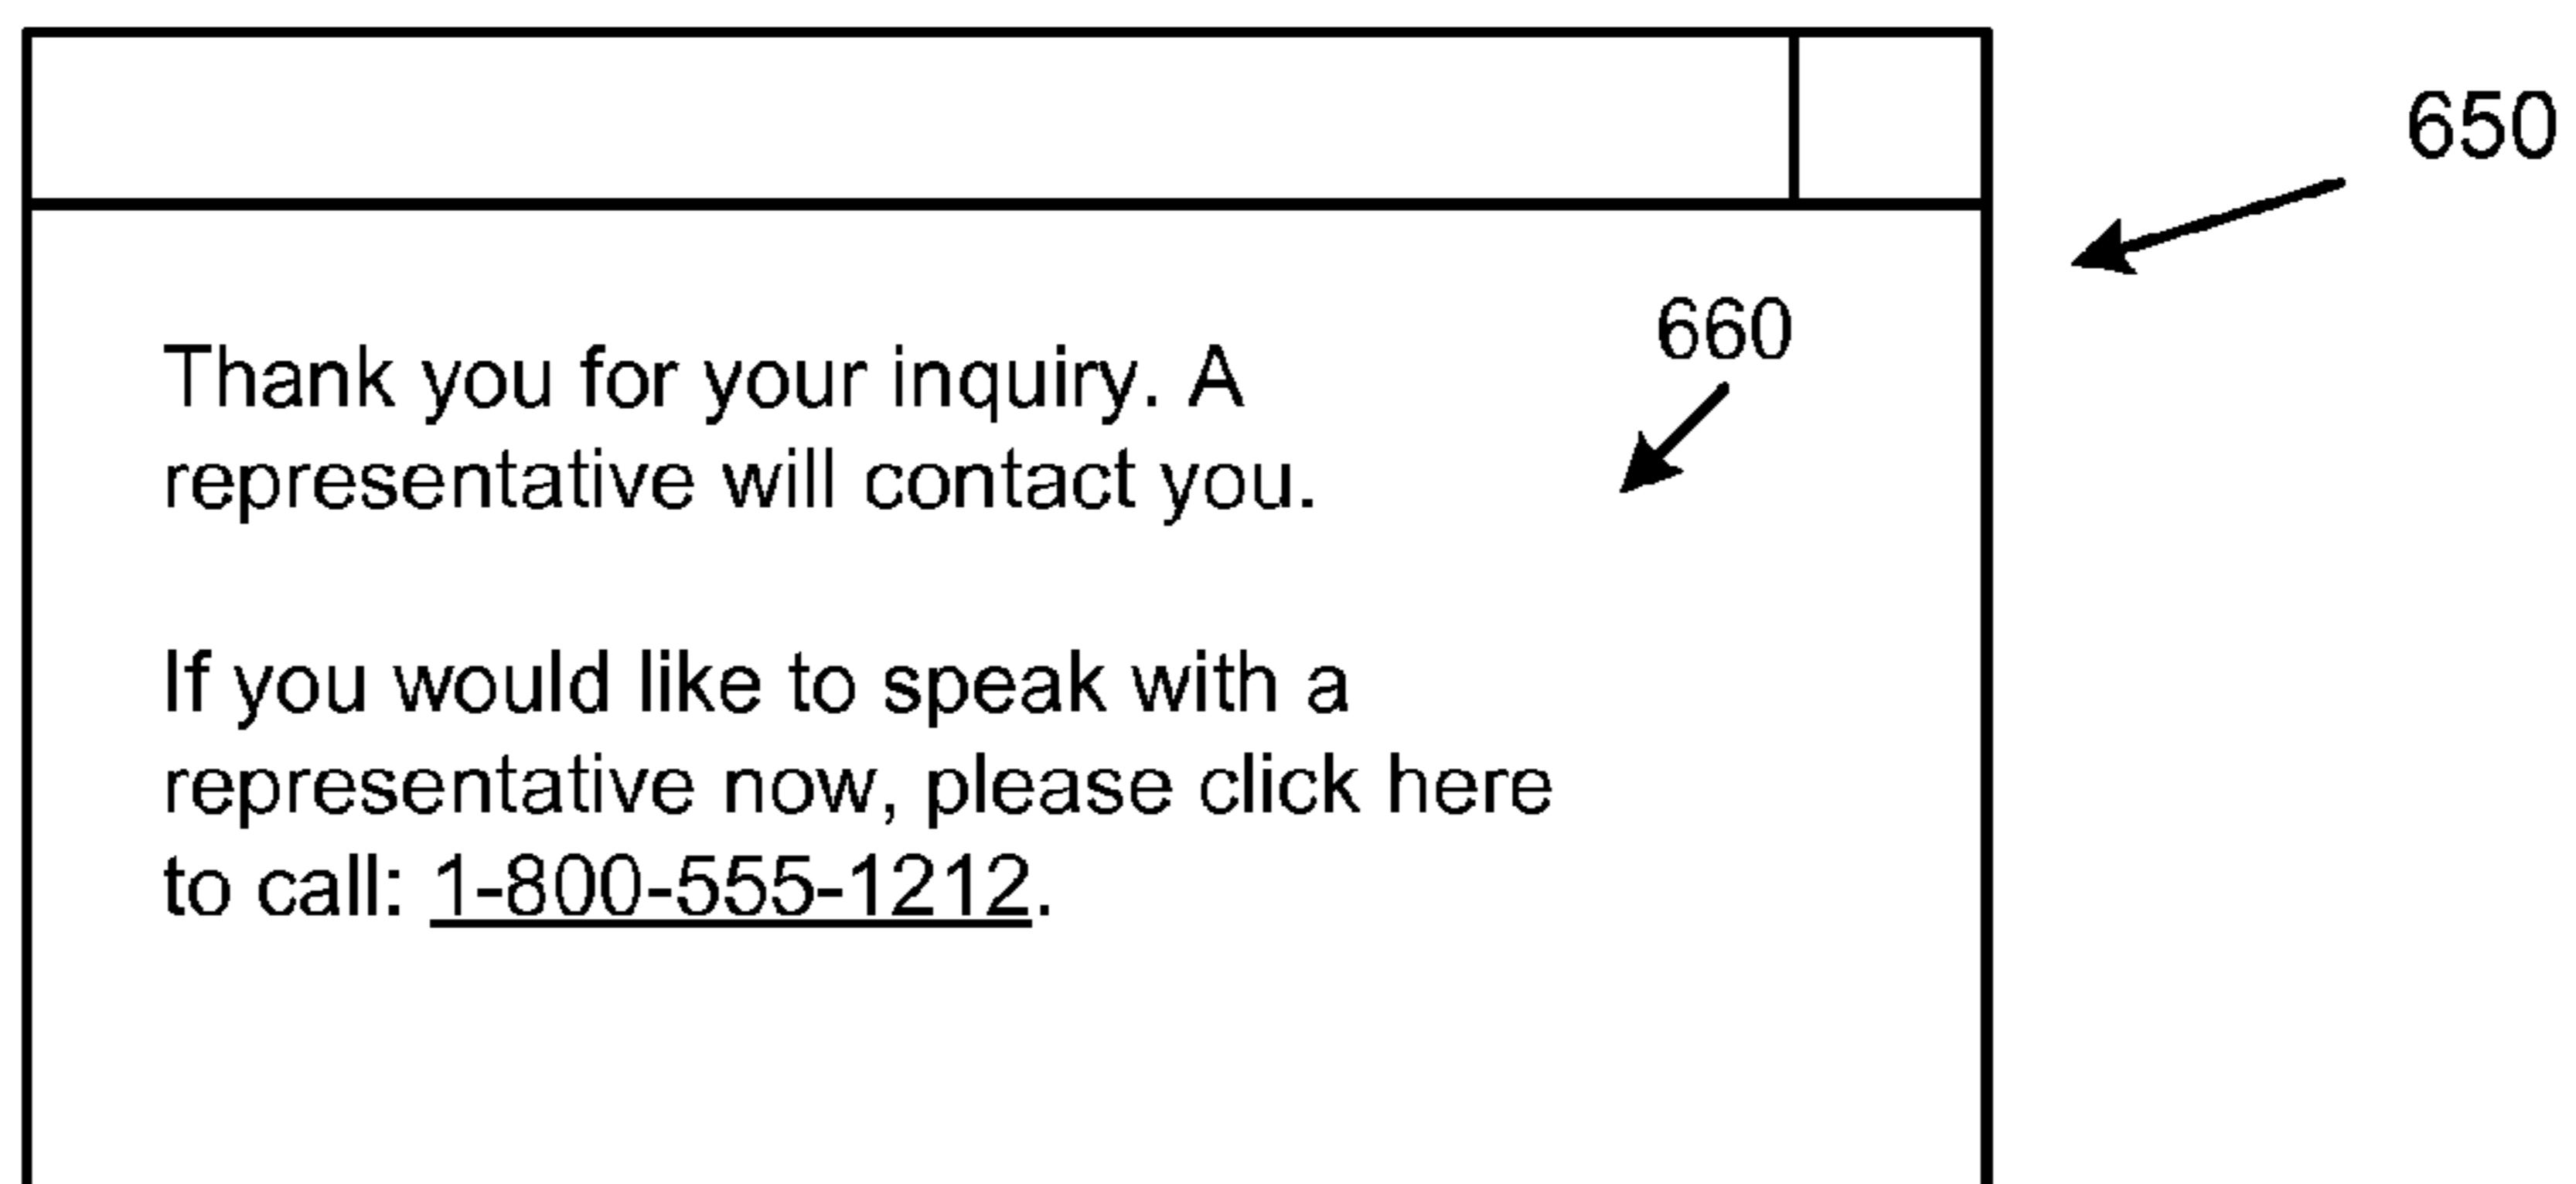 650
660
Thank you for your inquiry. A
representative will contact you.
If you would like to speak with a
representative now, please click here
to call: 1-800-555-1212.